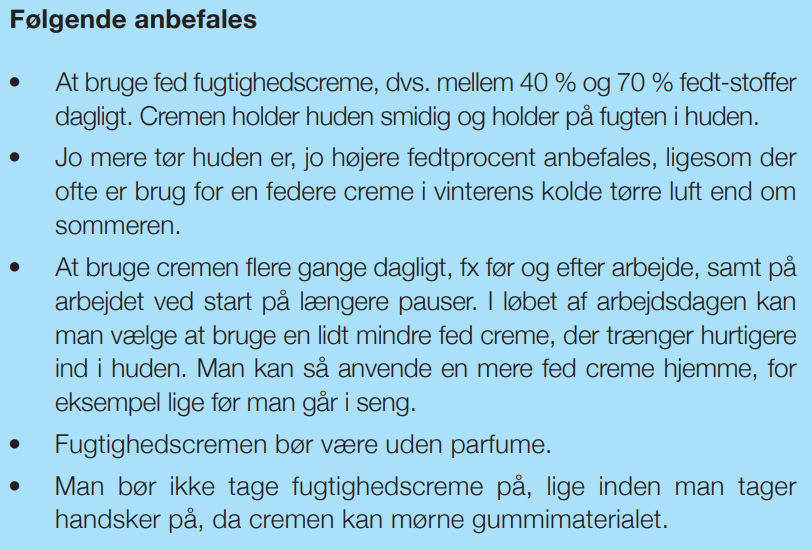 Følgende anbefales
• At bruge fed fugtighedscreme, dvs. mellem 40 % og 70 % fedt-stoffer
dagligt. Cremen holder huden smidig og holder på fugten i huden.
• Jo mere tør huden er, jo højere fedtprocent anbefales, ligesom der
ofte er brug for en federe creme i vinterens kolde tørre luft end om
sommeren.
• At bruge cremen flere gange dagligt, fx før og efter arbejde, samt på
arbejdet ved start på længere pauser. I løbet af arbejdsdagen kan
man vælge at bruge en lidt mindre fed creme, der trænger hurtigere
ind i huden. Man kan så anvende en mere fed creme hjemme, for
eksempel lige før man går i seng.
• Fugtighedscremen bør være uden parfume.
• Man bør ikke tage fugtighedscreme på, lige inden man tager
handsker på, da cremen kan mørne gummimaterialet.